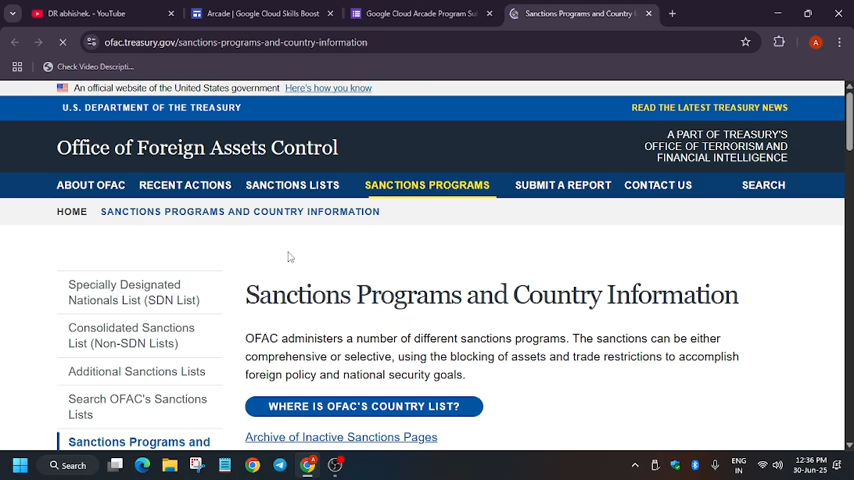 DR abhishek. - YouTube
Arcade | Google Cloud Skills Boost
Google Cloud Arcade Program Sub
Sanctions Programs and Country I
ofac.treasury.gov/sanctions-programs-and-country-information
A
Check Video Descripti...
An official website of the United States government Here's how you know
U.S. DEPARTMENT OF THE TREASURY
READ THE LATEST TREASURY NEWS
Office of Foreign Assets Control
A PART OF TREASURY'S
OFFICE OF TERRORISM AND
FINANCIAL INTELLIGENCE
ABOUT OFAC RECENT ACTIONS SANCTIONS LISTS SANCTIONS PROGRAMS SUBMIT A REPORT CONTACT US SEARCH
HOME SANCTIONS PROGRAMS AND COUNTRY INFORMATION
Specially Designated
Nationals List (SDN List)
Consolidated Sanctions
List (Non-SDN Lists)
Additional Sanctions Lists
Search OFAC's Sanctions
Lists
Sanctions Programs and
Sanctions Programs and Country Information
OFAC administers a number of different sanctions programs. The sanctions can be either
comprehensive or selective, using the blocking of assets and trade restrictions to accomplish
foreign policy and national security goals.
WHERE IS OFAC'S COUNTRY LIST?
Archive of Inactive Sanctions Pages
Search
ENG
IN
12:36 PM
30-Jun-25